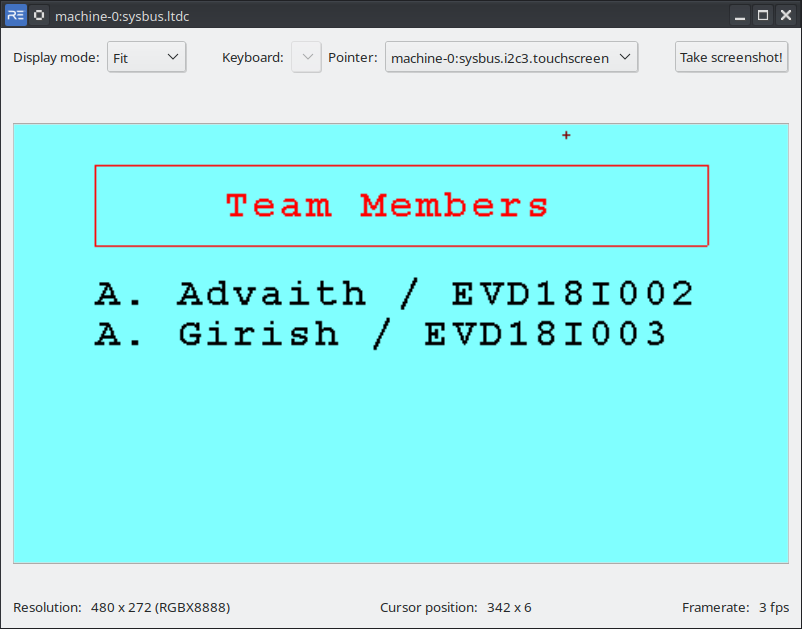 RE machine-0:sysbus.ltdc
Display mode: Fit Keyboard: Pointer: machine-0:sysbus.i2c3.touchscreen Take screenshot!
Team Members
A. Advaith / EVD18I002
A. Girish / EVD18I003
Resolution: 480 x 272 (RGBX8888) Cursor position: 342 x 6 Framerate: 3 fps